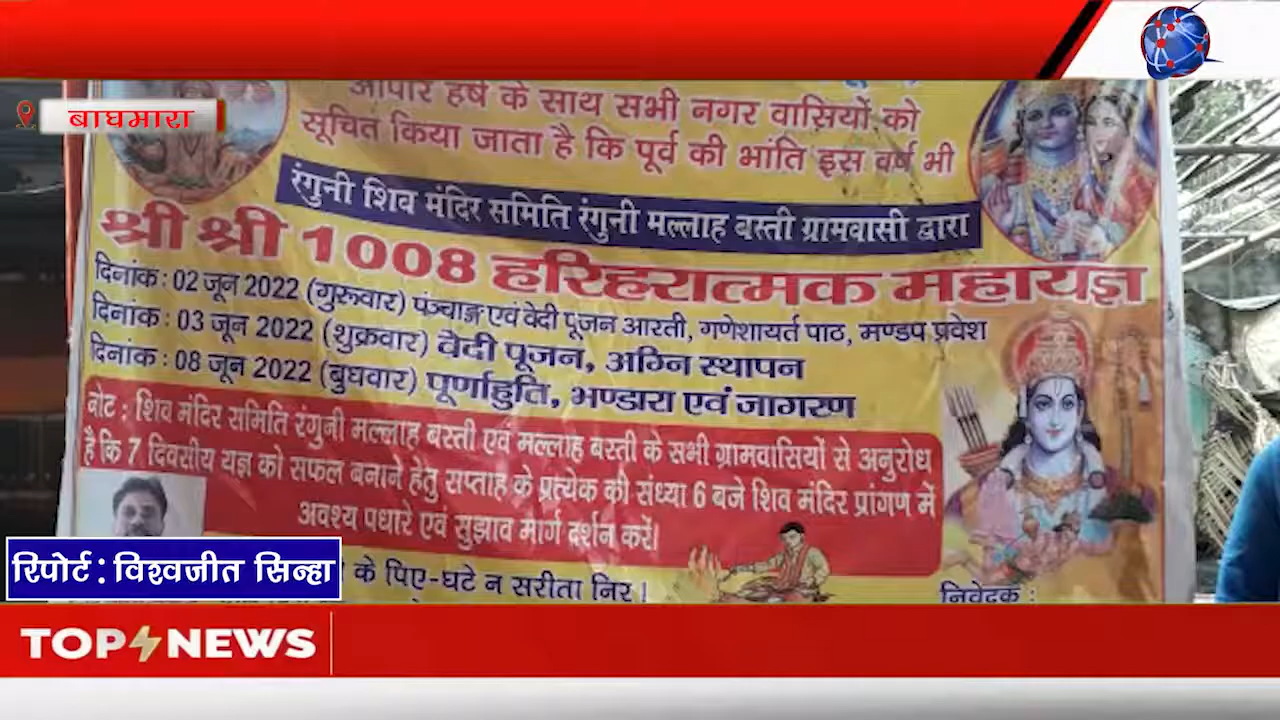 बाघमारा
आपार हर्ष के साथ सभी नगर वासियों को
सूचित किया जाता है कि पूर्व की भांति इस वर्ष भी
रंगुनी शिव मंदिर समिति रंगुनी मल्लाह बस्ती ग्रामवासी द्वारा
श्री श्री 1008 हरिहरात्मक महायज्ञ
दिनांक : 02 जून 2022 (गुरूवार) पंञ्चाङ्ग एवं वेदी पूजन आरती, गणेशायर्त पाठ, मण्डप प्रवेश
दिनांक : 03 जून 2022 (शुक्रवार) वैदी पूजन, अग्नि स्थापन
दिनांक : 08 जून 2022 (बुधवार) पूर्णाहुति, भण्डारा एवं जागरण
नोट : शिव मंदिर समिति रंगुनी मल्लाह बस्ती एवं मल्लाह बस्ती के सभी ग्रामवासियों से अनुरोध
है कि 7 दिवसीय यज्ञ को सफल बनाने हेतु सप्ताह के प्रत्येक की संध्या 6 बजे शिव मंदिर प्रांगण में
अवश्य पधारे एवं सुझाव मार्ग दर्शन करें।
रिपोर्ट : विश्वजीत सिन्हा
के पिए-घटे न सरीता निर।
निवेदक :
TOP NEWS